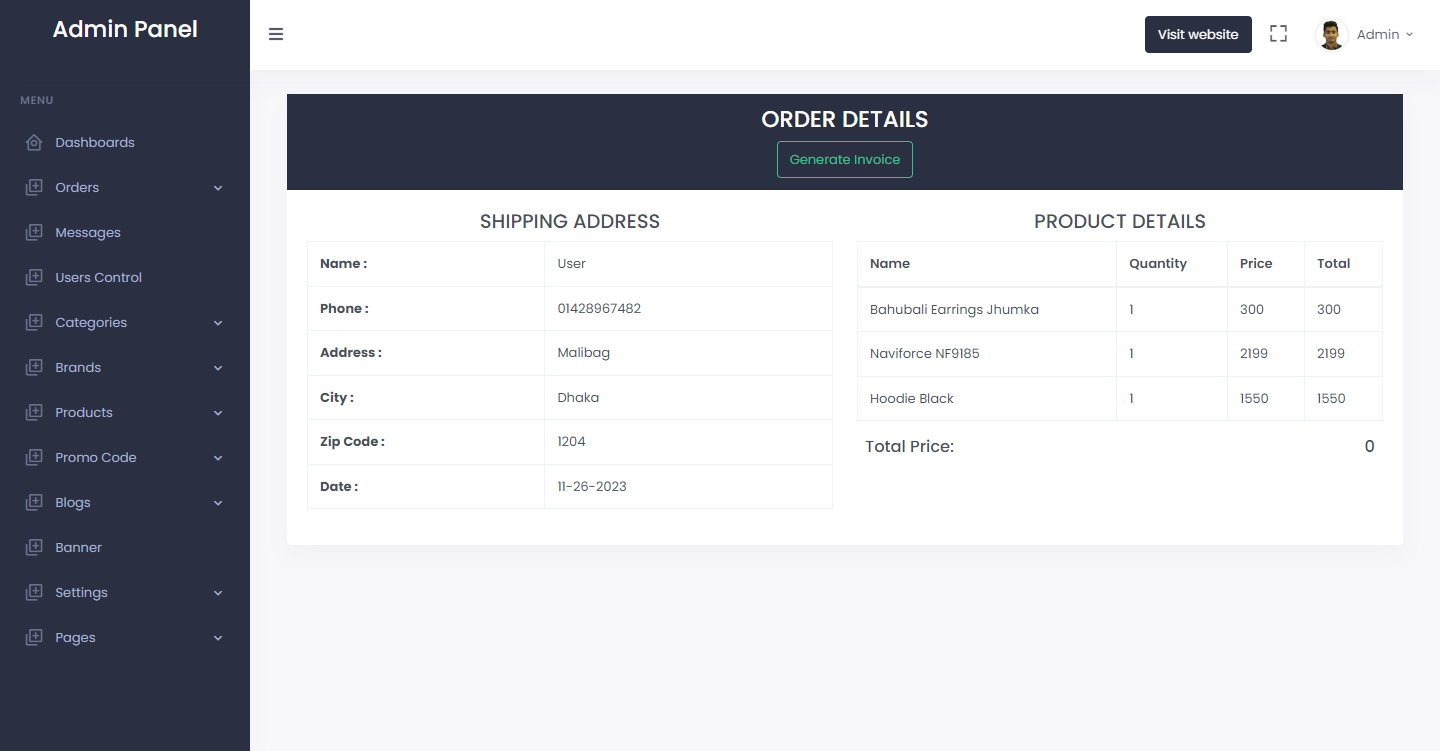 Admin Panel
Visit website
Admin
MENU
Dashboards
Orders
Messages
Users Control
Categories
Brands
Products
Promo Code
Blogs
Banner
Settings
Pages
ORDER DETAILS
Generate Invoice
SHIPPING ADDRESS
Name : User
Phone : 01428967482
Address : Malibag
City : Dhaka
Zip Code : 1204
Date : 11-26-2023
PRODUCT DETAILS
Name Quantity Price Total
Bahubali Earrings Jhumka 1 300 300
Naviforce NF9185 1 2199 2199
Hoodie Black 1 1550 1550
Total Price: 0